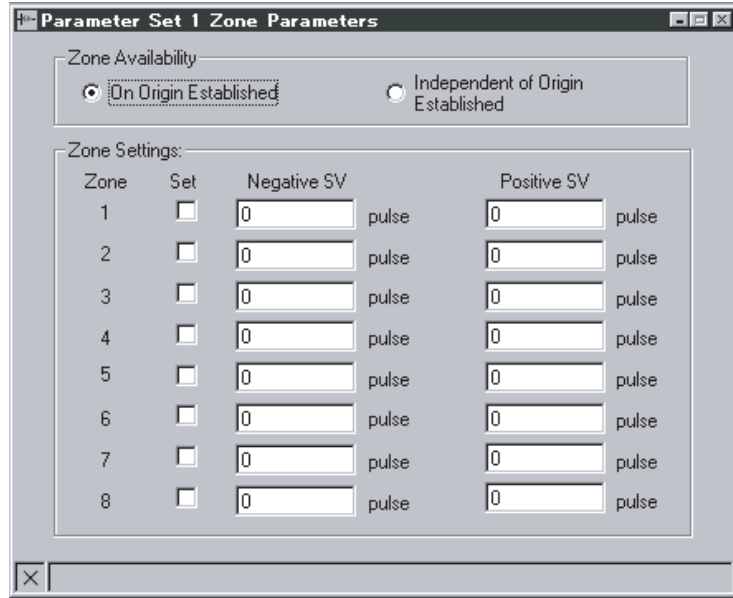 Parameter Set 1 Zone Parameters
Zone Availability
On Origin Established
Independent of Origin
Established
Zone Settings:
Zone Set Negative SV Positive SV
1 0 pulse 0 pulse
2 0 pulse 0 pulse
3 0 pulse 0 pulse
4 0 pulse 0 pulse
5 0 pulse 0 pulse
6 0 pulse 0 pulse
7 0 pulse 0 pulse
8 0 pulse 0 pulse